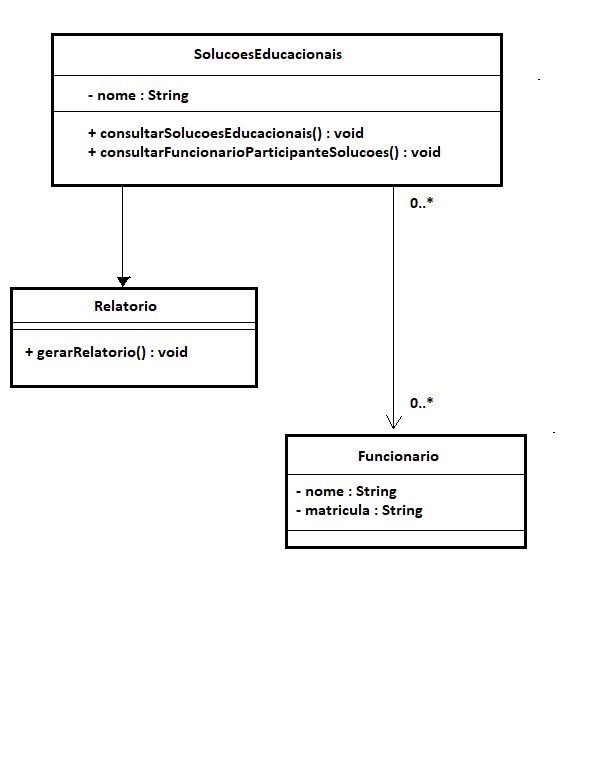 SolucoesEducacionais
- nome : String
+ consultarSolucoesEducacionais() : void
+ consultarFuncionarioParticipanteSolucoes() : void
0..*
Relatorio
+ gerarRelatorio() : void
0..*
Funcionario
- nome : String
- matricula : String